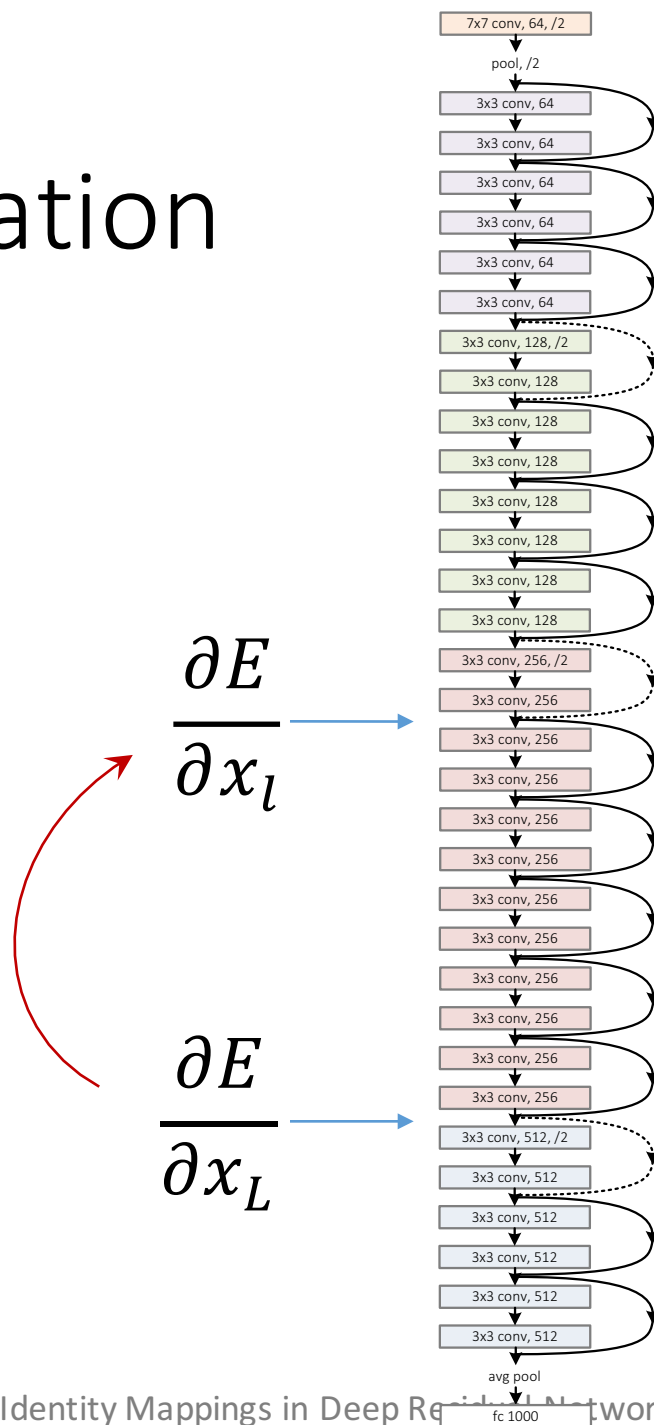 ation
∂E
∂x_l
∂E
∂x_L
7x7 conv, 64, /2
pool, /2
3x3 conv, 64
3x3 conv, 64
3x3 conv, 64
3x3 conv, 64
3x3 conv, 64
3x3 conv, 64
3x3 conv, 128, /2
3x3 conv, 128
3x3 conv, 128
3x3 conv, 128
3x3 conv, 128
3x3 conv, 128
3x3 conv, 128
3x3 conv, 128
3x3 conv, 256, /2
3x3 conv, 256
3x3 conv, 256
3x3 conv, 256
3x3 conv, 256
3x3 conv, 256
3x3 conv, 256
3x3 conv, 256
3x3 conv, 256
3x3 conv, 256
3x3 conv, 256
3x3 conv, 256
3x3 conv, 512, /2
3x3 conv, 512
3x3 conv, 512
3x3 conv, 512
3x3 conv, 512
3x3 conv, 512
avg pool
fc 1000
Identity Mappings in Deep Residual Networ